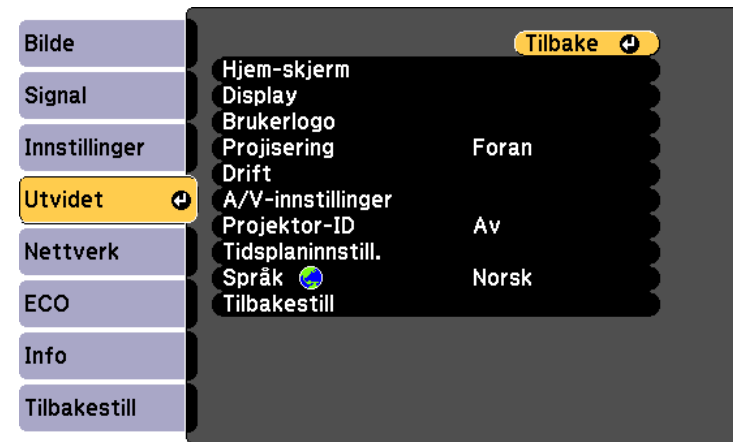 Bilde
Signal
Innstillinger
Utvidet
Nettverk
ECO
Info
Tilbakestill
Tilbake
Hjem-skjerm
Display
Brukerlogo
Projisering Foran
Drift
A/V-innstillinger
Projektor-ID Av
Tidsplaninnstill.
Språk Norsk
Tilbakestill